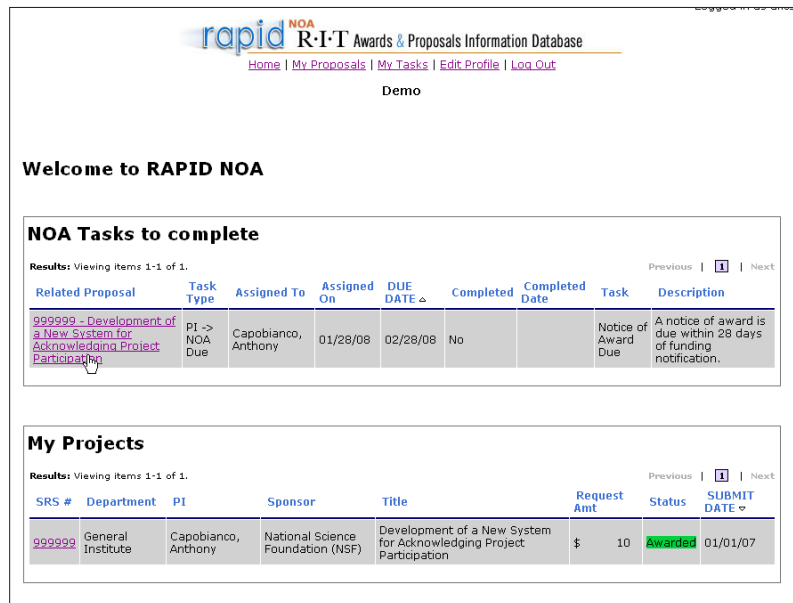 rapid NOA R·I·T Awards & Proposals Information Database
Home | My Proposals | My Tasks | Edit Profile | Log Out
Demo
Welcome to RAPID NOA
NOA Tasks to complete
Results: Viewing items 1-1 of 1. Previous | 1 | Next
Related Proposal Task Type Assigned To Assigned On DUE DATE Completed Completed Date Task Description
999999 - Development of a New System for Acknowledging Project Participation PI -> NOA Due Capobianco, Anthony 01/28/08 02/28/08 No Notice of Award Due A notice of award is due within 28 days of funding notification.
My Projects
Results: Viewing items 1-1 of 1. Previous | 1 | Next
SRS # Department PI Sponsor Title Request Amt Status SUBMIT DATE
999999 General Institute Capobianco, Anthony National Science Foundation (NSF) Development of a New System for Acknowledging Project Participation $ 10 Awarded 01/01/07